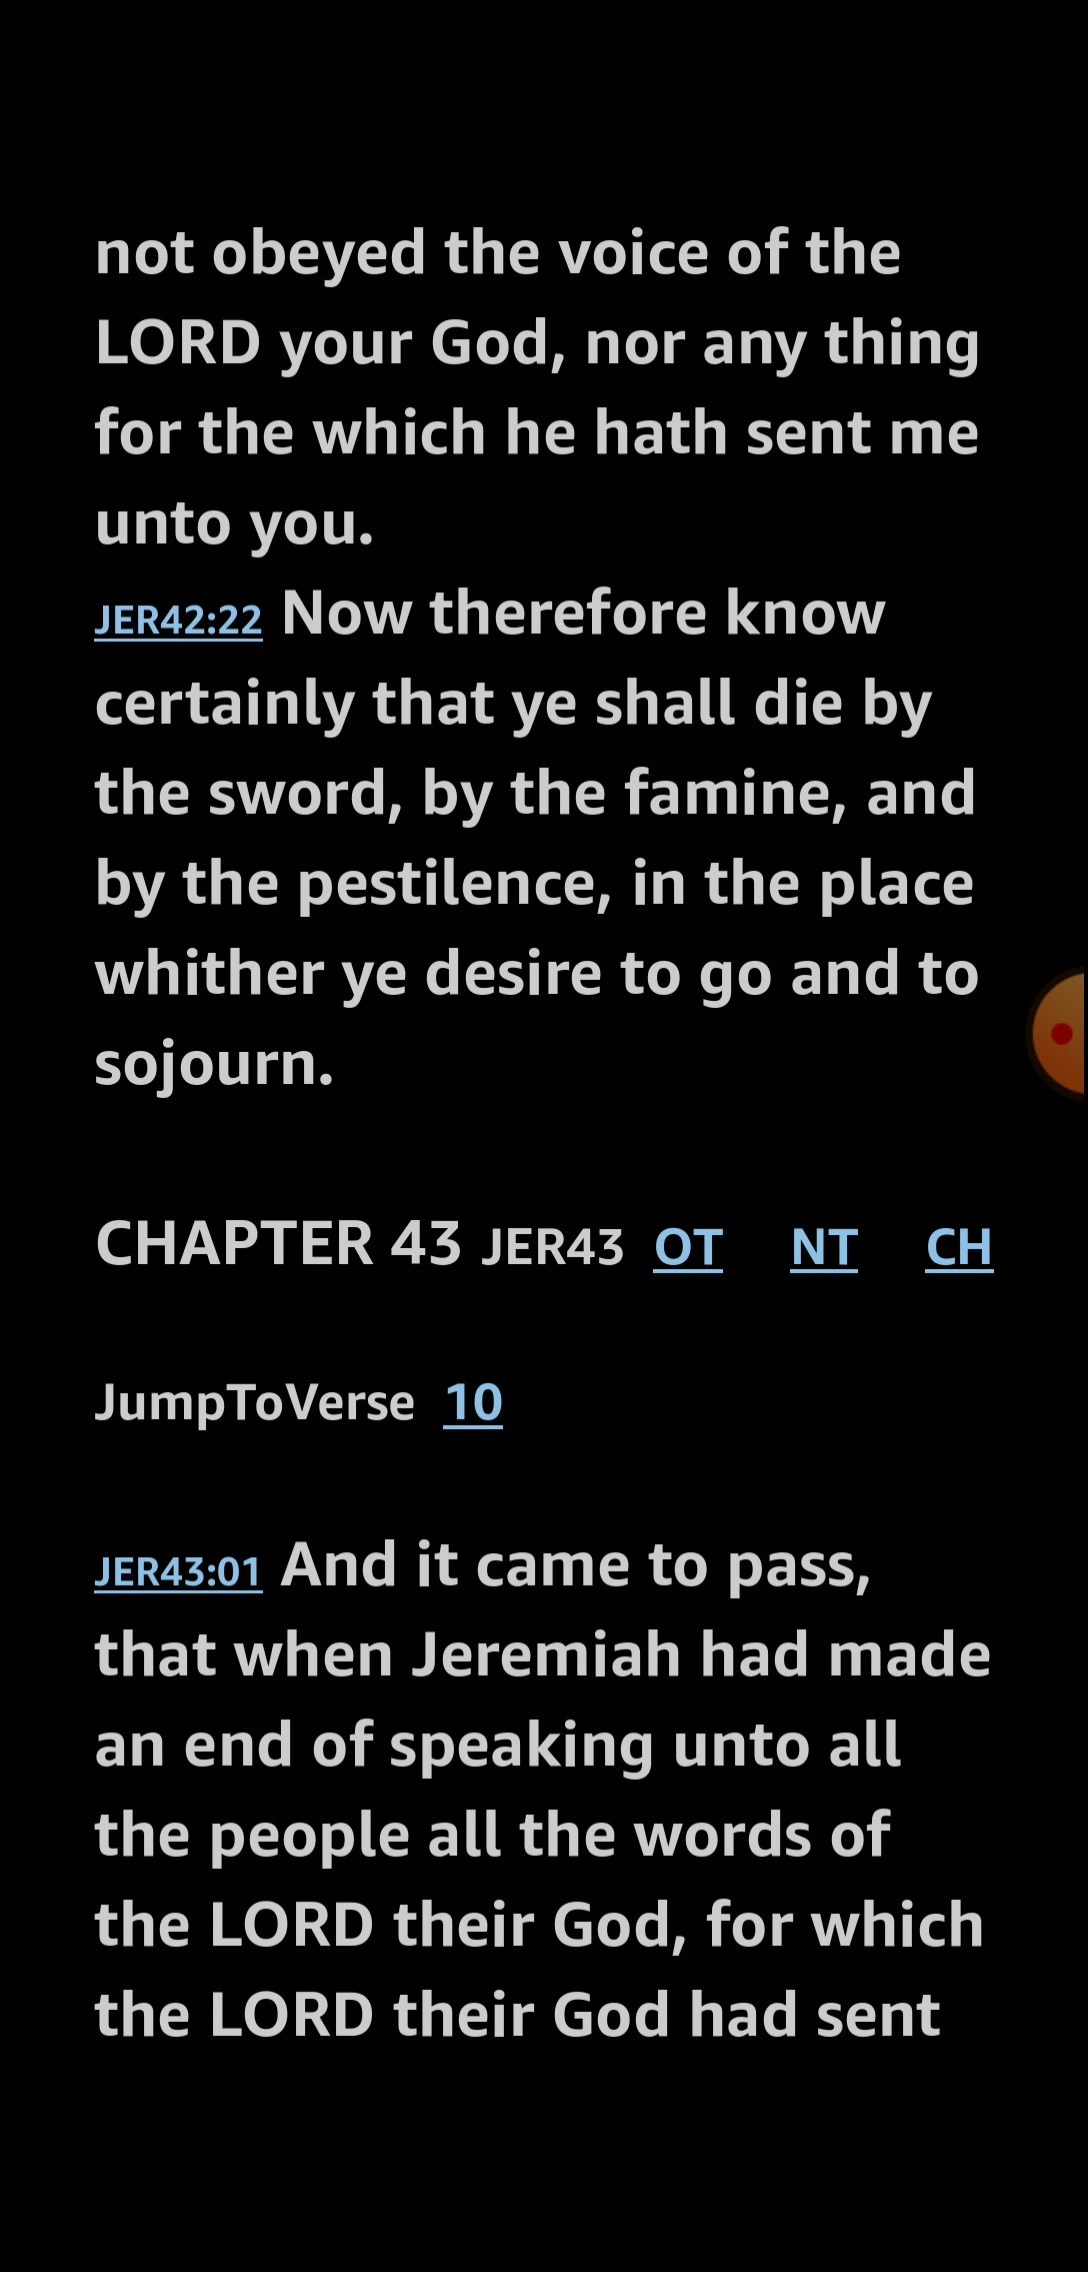 not obeyed the voice of the
LORD your God, nor any thing
for the which he hath sent me
unto you.
JER42:22 Now therefore know
certainly that ye shall die by
the sword, by the famine, and
by the pestilence, in the place
whither ye desire to go and to
sojourn.
CHAPTER 43 JER43 OT NT CH
JumpToVerse 10
JER43:01 And it came to pass,
that when Jeremiah had made
an end of speaking unto all
the people all the words of
the LORD their God, for which
the LORD their God had sent